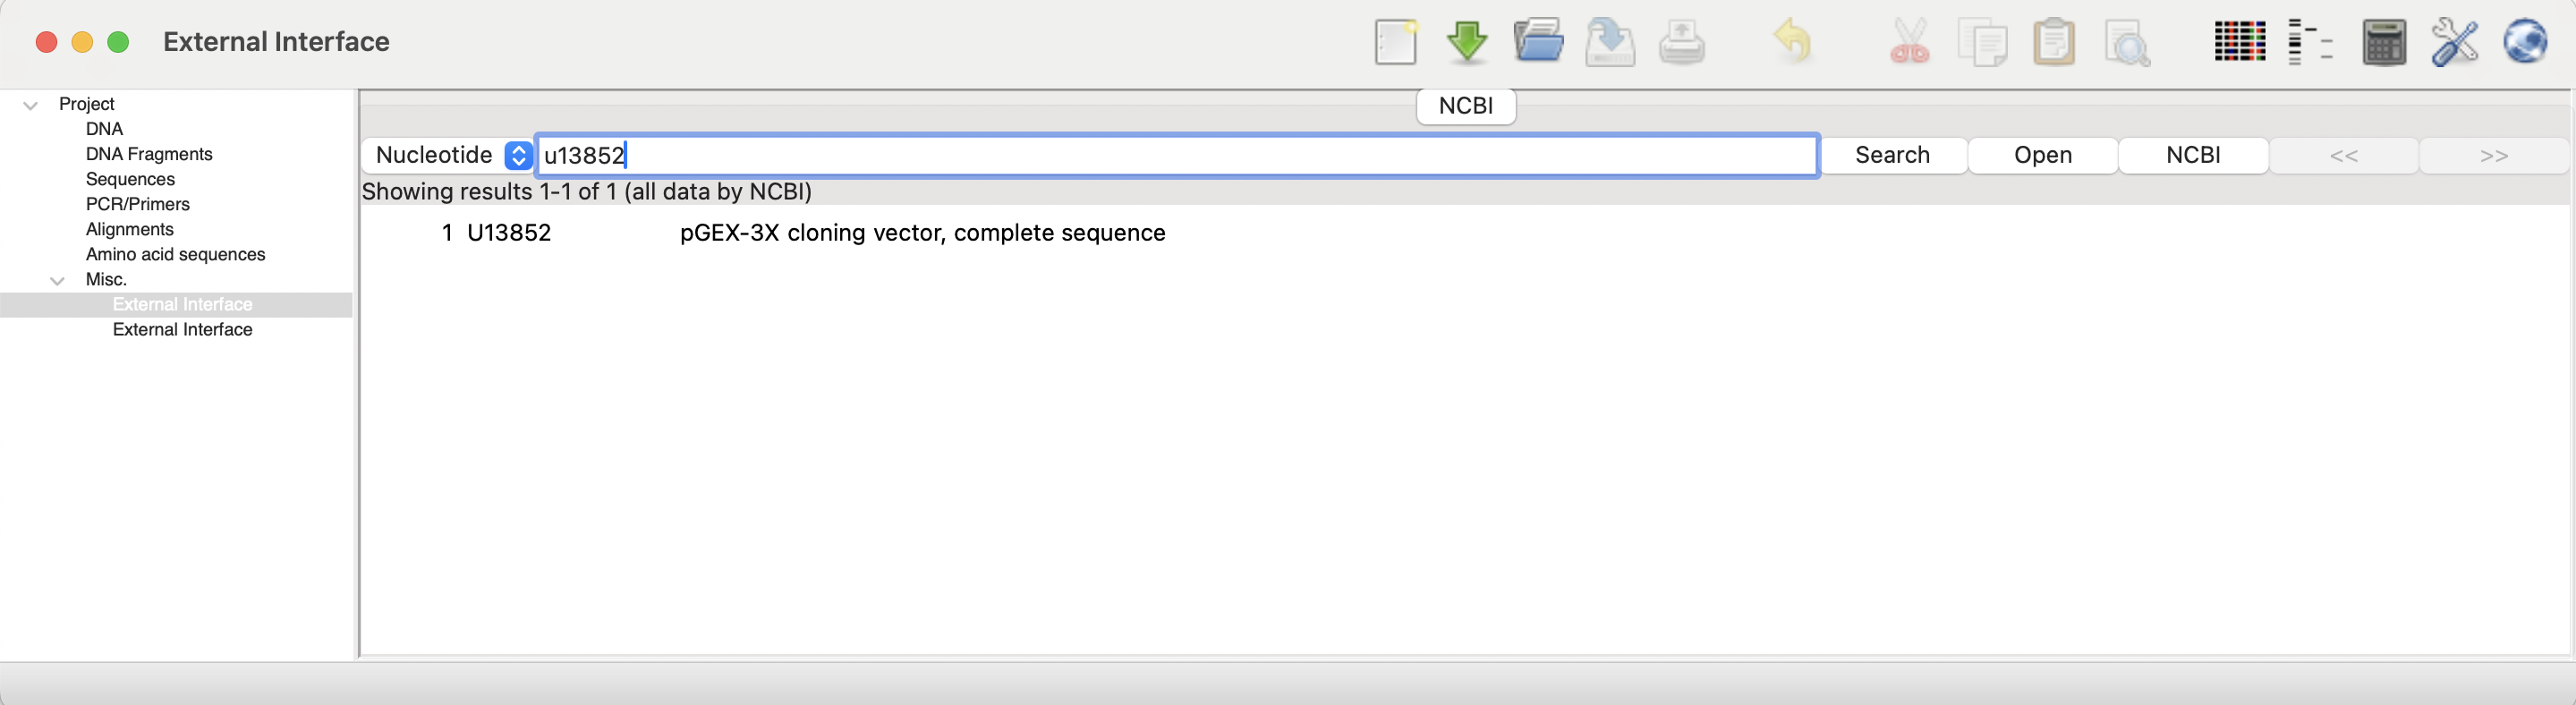 External Interface
Project
DNA
DNA Fragments
Sequences
PCR/Primers
Alignments
Amino acid sequences
Misc.
External Interface
External Interface
NCBI
Nucleotide u13852 Search Open NCBI << >>
Showing results 1-1 of 1 (all data by NCBI)
1 U13852 pGEX-3X cloning vector, complete sequence